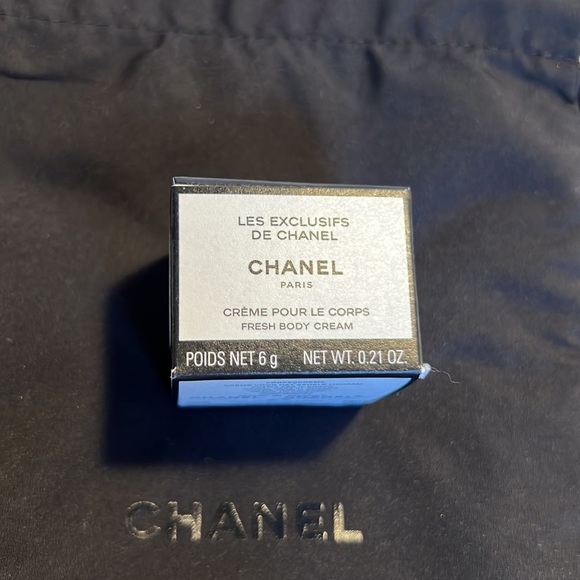 LES EXCLUSIFS
DE CHANEL
CHANEL
PARIS
CRÈME POUR LE CORPS
FRESH BODY CREAM
POIDS NET 6 g NET WT. 0.21 OZ.
CHANEL